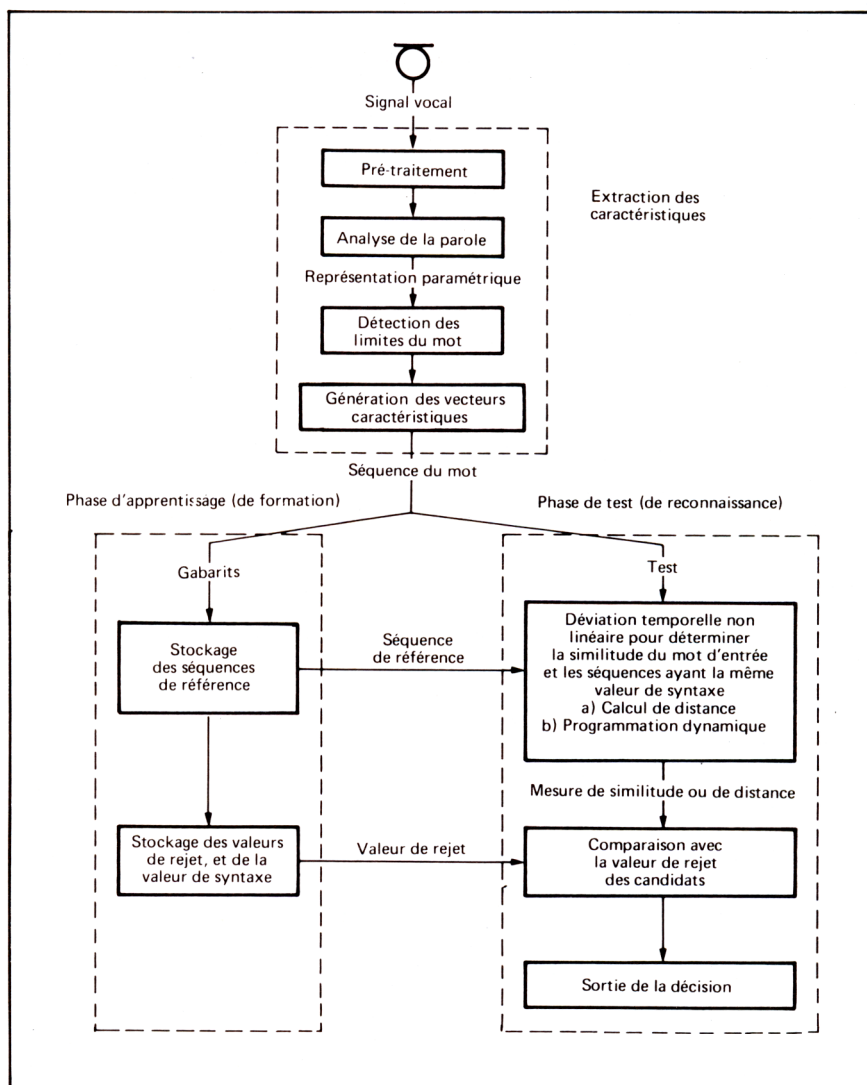 Signal vocal
Pré-traitement
Extraction des
caractéristiques
Analyse de la parole
Représentation paramétrique
Détection des
limites du mot
Génération des vecteurs
caractéristiques
Séquence du mot
Phase d'apprentissage (de formation)
Phase de test (de reconnaissance)
Gabarits
Test
Stockage
des séquences
de référence
Séquence
de référence
Déviation temporelle non
linéaire pour déterminer
la similitude du mot d'entrée
et les séquences ayant la même
valeur de syntaxe
a) Calcul de distance
b) Programmation dynamique
Mesure de similitude ou de distance
Stockage des valeurs
de rejet, et de la
valeur de syntaxe
Valeur de rejet
Comparaison avec
la valeur de rejet
des candidats
Sortie de la décision